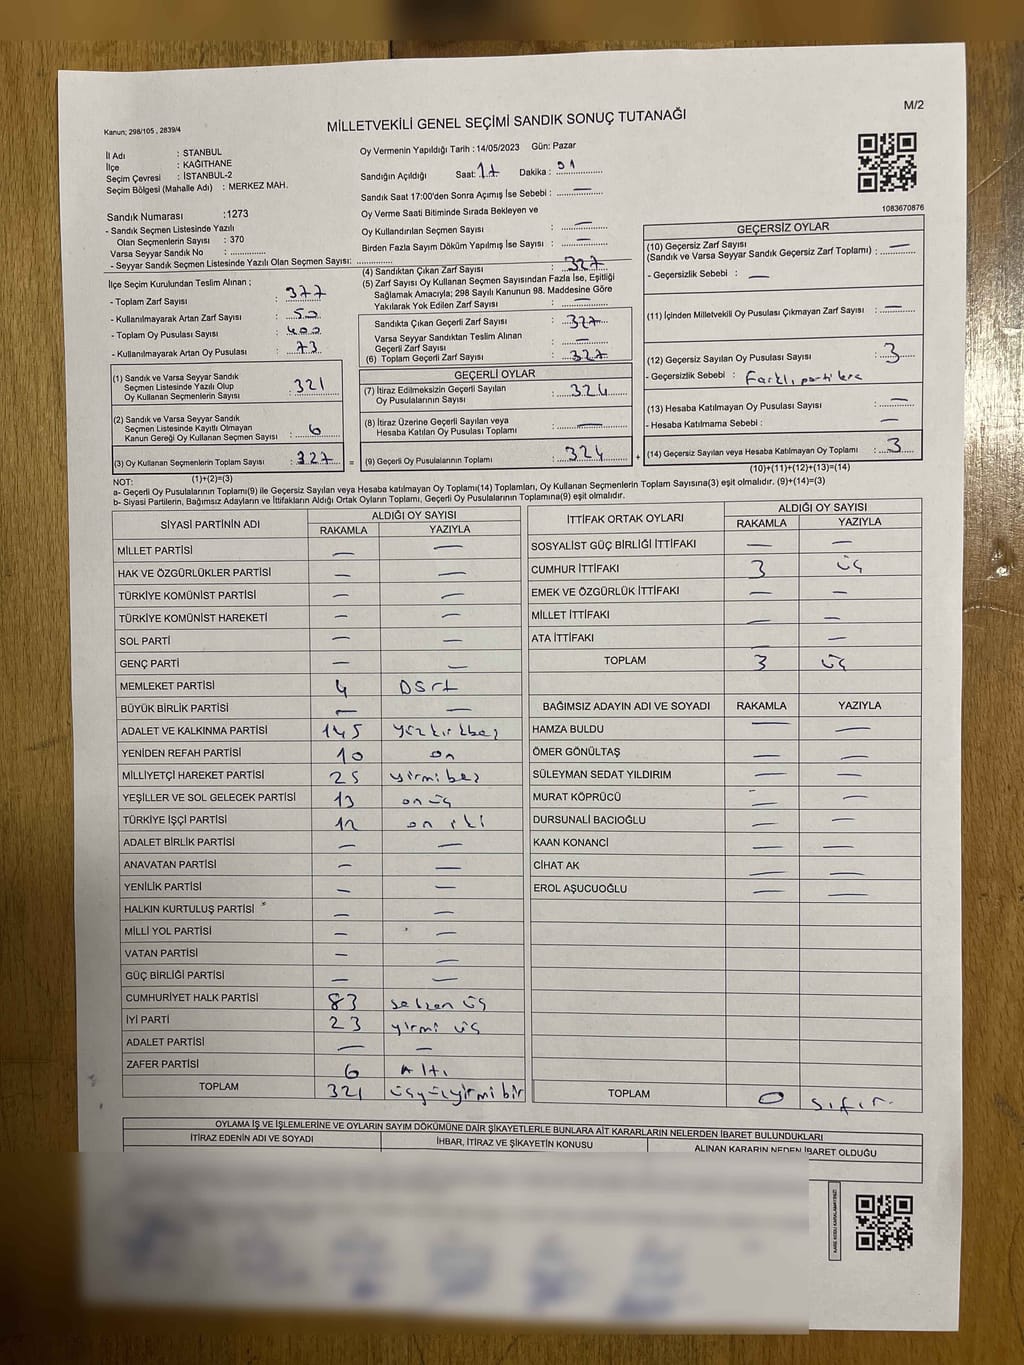 M/2
Kanun; 298/105 , 2839/4
MİLLETVEKİLİ GENEL SEÇİMİ SANDIK SONUÇ TUTANAĞI
İl Adı : STANBUL
İlçe : KAĞITHANE
Seçim Çevresi : İSTANBUL-2
Seçim Bölgesi (Mahalle Adı) : MERKEZ MAH.
Oy Vermenin Yapıldığı Tarih : 14/05/2023 Gün: Pazar
Sandığın Açıldığı Saat: 17 Dakika : 51
Sandık Saat 17:00'den Sonra Açımış İse Sebebi : —
Oy Verme Saati Bitiminde Sırada Bekleyen ve
Oy Kullandırılan Seçmen Sayısı : —
Birden Fazla Sayım Döküm Yapılmış İse Sayısı : —
1083670876
Sandık Numarası :1273
- Sandık Seçmen Listesinde Yazılı
Olan Seçmenlerin Sayısı : 370
Varsa Seyyar Sandık No :
- Seyyar Sandık Seçmen Listesinde Yazılı Olan Seçmen Sayısı:
İlçe Seçim Kurulundan Teslim Alınan ;
- Toplam Zarf Sayısı : 377
- Kullanılmayarak Artan Zarf Sayısı : 50
- Toplam Oy Pusulası Sayısı : 400
- Kullanılmayarak Artan Oy Pusulası : 73
(1) Sandık ve Varsa Seyyar Sandık
Seçmen Listesinde Yazılı Olup
Oy Kullanan Seçmenlerin Sayısı : 321
(2) Sandık ve Varsa Seyyar Sandık
Seçmen Listesinde Kayıtlı Olmayan
Kanun Gereği Oy Kullanan Seçmen Sayısı : 6
(3) Oy Kullanan Seçmenlerin Toplam Sayısı : 327
(1)+(2)=(3)
(4) Sandıktan Çıkan Zarf Sayısı : 327
(5) Zarf Sayısı Oy Kullanan Seçmen Sayısından Fazla İse, Eşitliği
Sağlamak Amacıyla; 298 Sayılı Kanunun 98. Maddesine Göre
Yakılarak Yok Edilen Zarf Sayısı : —
Sandıkta Çıkan Geçerli Zarf Sayısı : 327
Varsa Seyyar Sandıktan Teslim Alınan
Geçerli Zarf Sayısı : —
(6) Toplam Geçerli Zarf Sayısı : 327
GEÇERLİ OYLAR
(7) İtiraz Edilmeksizin Geçerli Sayılan
Oy Pusulalarının Sayısı : 324
(8) İtiraz Üzerine Geçerli Sayılan ve
Hesaba Katılan Oy Pusulası Toplamı : —
= (9) Geçerli Oy Pusulalarının Toplamı : 324 +
GEÇERSİZ OYLAR
(10) Geçersiz Zarf Sayısı
(Sandık ve Varsa Seyyar Sandık Geçersiz Zarf Toplamı) : —
- Geçersizlik Sebebi : —
(11) İçinden Milletvekili Oy Pusulası Çıkmayan Zarf Sayısı : —
(12) Geçersiz Sayılan Oy Pusulası Sayısı : 3
- Geçersizlik Sebebi : Farklı partilere
(13) Hesaba Katılmayan Oy Pusulası Sayısı : —
- Hesaba Katılmama Sebebi : —
(14) Geçersiz Sayılan veya Hesaba Katılmayan Oy Toplamı : 3
(10)+(11)+(12)+(13)=(14)
NOT:
a- Geçerli Oy Pusulalarının Toplamı(9) ile Geçersiz Sayılan veya Hesaba katılmayan Oy Toplamı(14) Toplamları, Oy Kullanan Seçmenlerin Toplam Sayısına(3) eşit olmalıdır. (9)+(14)=(3)
b- Siyasi Partilerin, Bağımsız Adayların ve İttifakların Aldığı Ortak Oyların Toplamı, Geçerli Oy Pusulalarının Toplamına(9) eşit olmalıdır.
SİYASİ PARTİNİN ADI ALDIĞI OY SAYISI
RAKAMLA YAZIYLA
MİLLET PARTİSİ — —
HAK VE ÖZGÜRLÜKLER PARTİSİ — —
TÜRKİYE KOMÜNİST PARTİSİ — —
TÜRKİYE KOMÜNİST HAREKETİ — —
SOL PARTİ — —
GENÇ PARTİ — —
MEMLEKET PARTİSİ 4 Dört
BÜYÜK BİRLİK PARTİSİ — —
ADALET VE KALKINMA PARTİSİ 145 yüzkırkbeş
YENİDEN REFAH PARTİSİ 10 on
MİLLİYETÇİ HAREKET PARTİSİ 25 yirmibeş
YEŞİLLER VE SOL GELECEK PARTİSİ 13 on üç
TÜRKİYE İŞÇİ PARTİSİ 12 on iki
ADALET BİRLİK PARTİSİ — —
ANAVATAN PARTİSİ — —
YENİLİK PARTİSİ — —
HALKIN KURTULUŞ PARTİSİ — —
MİLLİ YOL PARTİSİ — —
VATAN PARTİSİ — —
GÜÇ BİRLİĞİ PARTİSİ — —
CUMHURİYET HALK PARTİSİ 83 seksen üç
İYİ PARTİ 23 yirmi üç
ADALET PARTİSİ — —
ZAFER PARTİSİ 6 Altı
TOPLAM 321 üçyüzyirmibir
İTTİFAK ORTAK OYLARI ALDIĞI OY SAYISI
RAKAMLA YAZIYLA
SOSYALİST GÜÇ BİRLİĞİ İTTİFAKI — —
CUMHUR İTTİFAKI 3 üç
EMEK VE ÖZGÜRLÜK İTTİFAKI — —
MİLLET İTTİFAKI — —
ATA İTTİFAKI — —
TOPLAM 3 üç
BAĞIMSIZ ADAYIN ADI VE SOYADI RAKAMLA YAZIYLA
HAMZA BULDU — —
ÖMER GÖNÜLTAŞ — —
SÜLEYMAN SEDAT YILDIRIM — —
MURAT KÖPRÜCÜ — —
DURSUNALİ BACIOĞLU — —
KAAN KONANCİ — —
CİHAT AK — —
EROL AŞUCUOĞLU — —
TOPLAM 0 sıfır
OYLAMA İŞ VE İŞLEMLERİNE VE OYLARIN SAYIM DÖKÜMÜNE DAİR ŞİKAYETLERLE BUNLARA AİT KARARLARIN NELERDEN İBARET BULUNDUKLARI
İTİRAZ EDENİN ADI VE SOYADI İHBAR, İTİRAZ VE ŞİKAYETİN KONUSU ALINAN KARARIN NEDEN İBARET OLDUĞU
KARE KODU KARALAMAYINIZ!